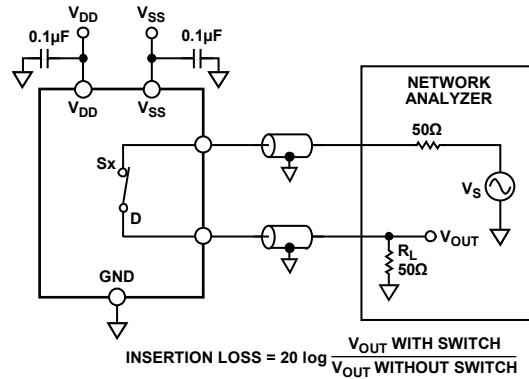 V_DD V_SS
0.1µF 0.1µF
V_DD V_SS
NETWORK
ANALYZER
50Ω
Sx
V_S
D
V_OUT
R_L
50Ω
GND
INSERTION LOSS = 20 log V_OUT WITH SWITCH
V_OUT WITHOUT SWITCH